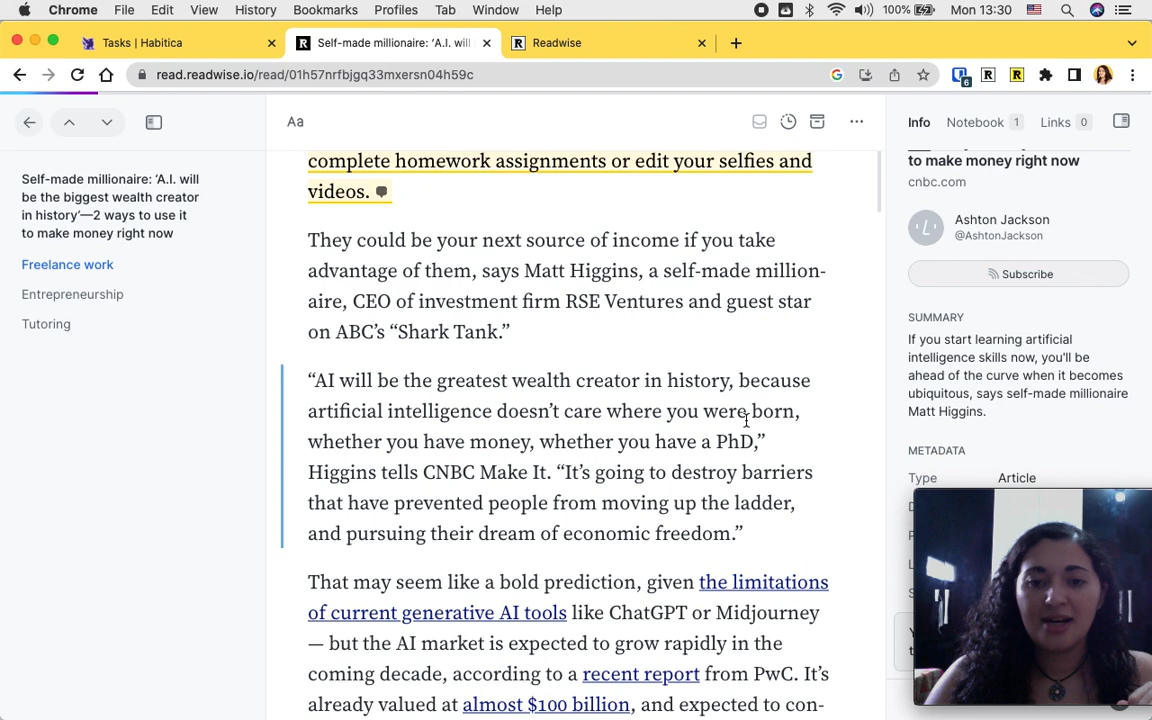 Chrome File Edit View History Bookmarks Profiles Tab Window Help 100% Mon 13:30
Tasks | Habitica
Self-made millionaire: ‘A.I. will
Readwise
read.readwise.io/read/01h57nrfbjgq33mxersn04h59c
6
Self-made millionaire: ‘A.I. will
be the biggest wealth creator
in history’—2 ways to use it
to make money right now
Freelance work
Entrepreneurship
Tutoring
Aa
complete homework assignments or edit your selfies and
videos.
They could be your next source of income if you take
advantage of them, says Matt Higgins, a self-made million-
aire, CEO of investment firm RSE Ventures and guest star
on ABC’s “Shark Tank.”
“AI will be the greatest wealth creator in history, because
artificial intelligence doesn’t care where you were born,
whether you have money, whether you have a PhD,”
Higgins tells CNBC Make It. “It’s going to destroy barriers
that have prevented people from moving up the ladder,
and pursuing their dream of economic freedom.”
That may seem like a bold prediction, given the limitations
of current generative AI tools like ChatGPT or Midjourney
— but the AI market is expected to grow rapidly in the
coming decade, according to a recent report from PwC. It’s
already valued at almost $100 billion, and expected to con-
Info Notebook 1 Links 0
to make money right now
cnbc.com
L
Ashton Jackson
@AshtonJackson
Subscribe
SUMMARY
If you start learning artificial
intelligence skills now, you'll be
ahead of the curve when it becomes
ubiquitous, says self-made millionaire
Matt Higgins.
METADATA
Type Article